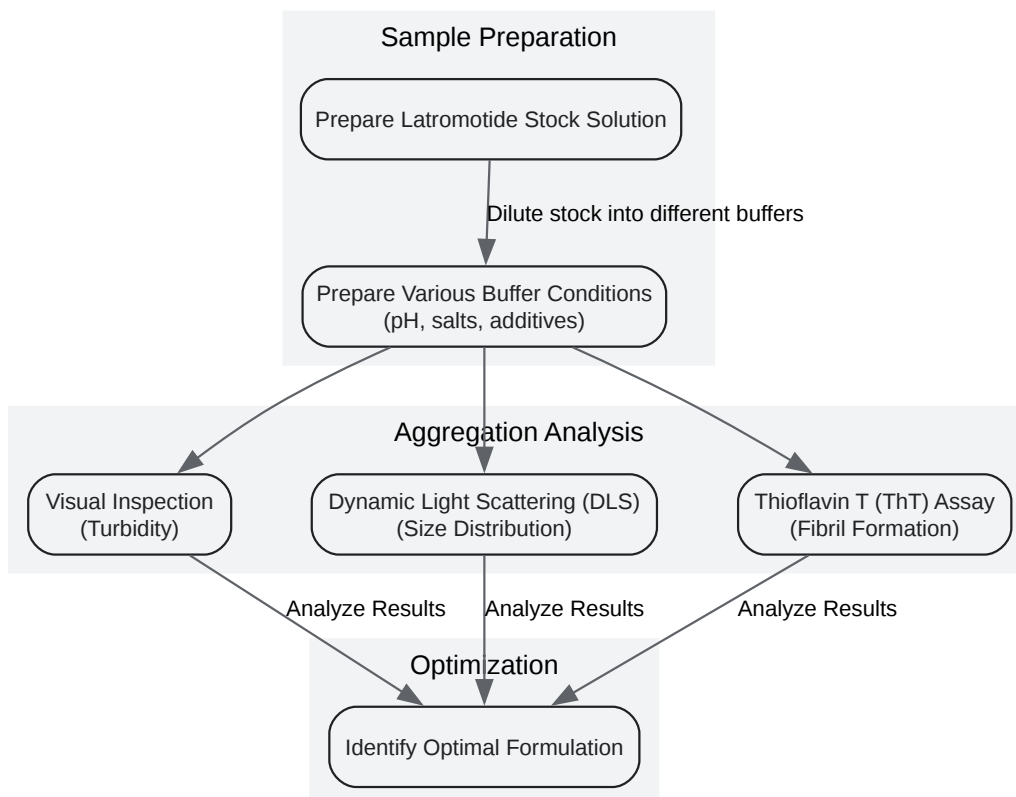 Sample Preparation
Prepare Latromotide Stock Solution
Dilute stock into different buffers
Prepare Various Buffer Conditions
(pH, salts, additives)
Aggregation Analysis
Visual Inspection
(Turbidity)
Dynamic Light Scattering (DLS)
(Size Distribution)
Thioflavin T (ThT) Assay
(Fibril Formation)
Analyze Results
Analyze Results
Analyze Results
Optimization
Identify Optimal Formulation